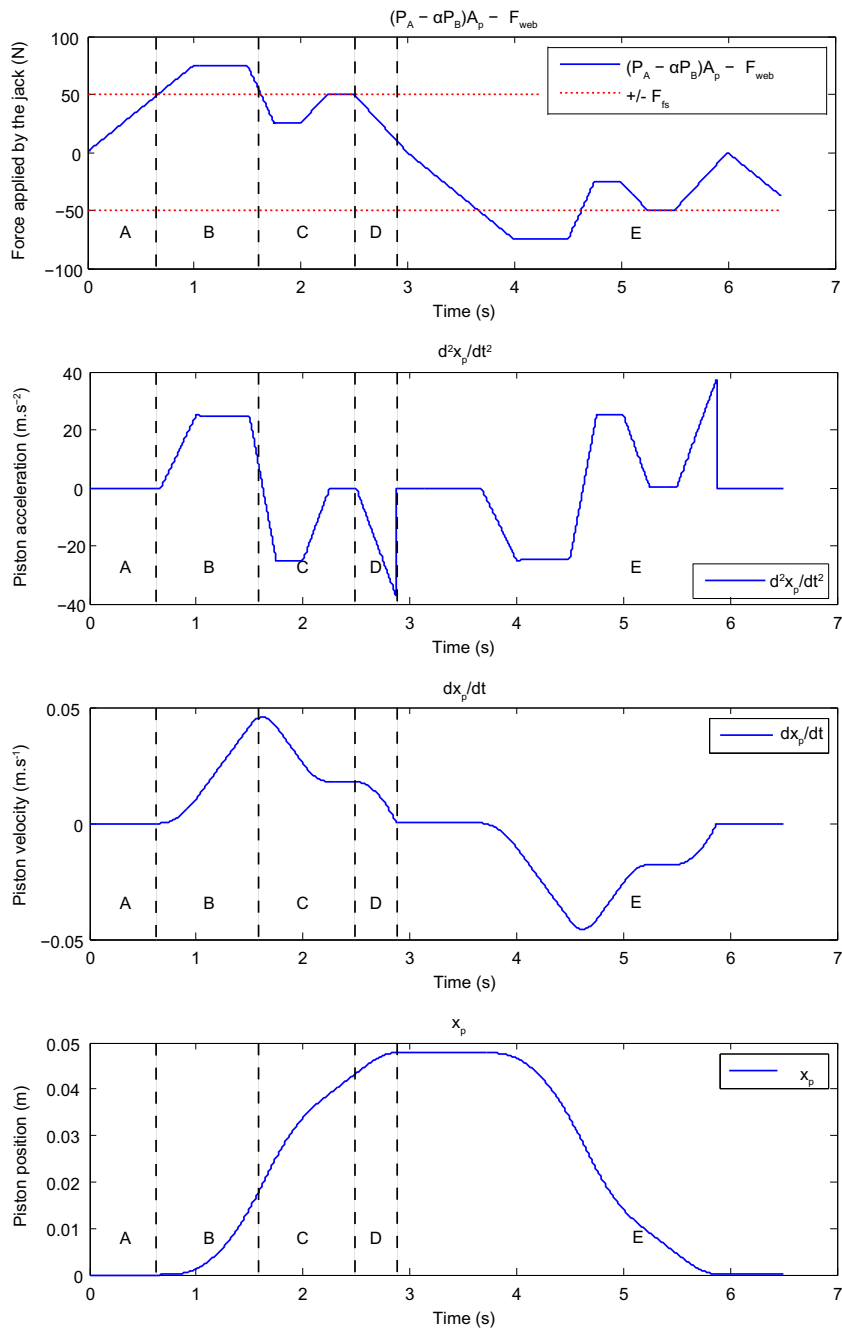 (P_A − αP_B)A_p − F_web
Force applied by the jack (N)
100
50
0
−50
−100
(P_A − αP_B)A_p − F_web
+/- F_fs
A B C D E
0 1 2 3 4 5 6 7
Time (s)
d²x_p/dt²
Piston acceleration (m.s⁻²)
40
20
0
−20
−40
A B C D E
d²x_p/dt²
0 1 2 3 4 5 6 7
Time (s)
dx_p/dt
Piston velocity (m.s⁻¹)
0.05
0
−0.05
dx_p/dt
A B C D E
0 1 2 3 4 5 6 7
Time (s)
x_p
Piston position (m)
0.05
0.04
0.03
0.02
0.01
0
x_p
A B C D E
0 1 2 3 4 5 6 7
Time (s)